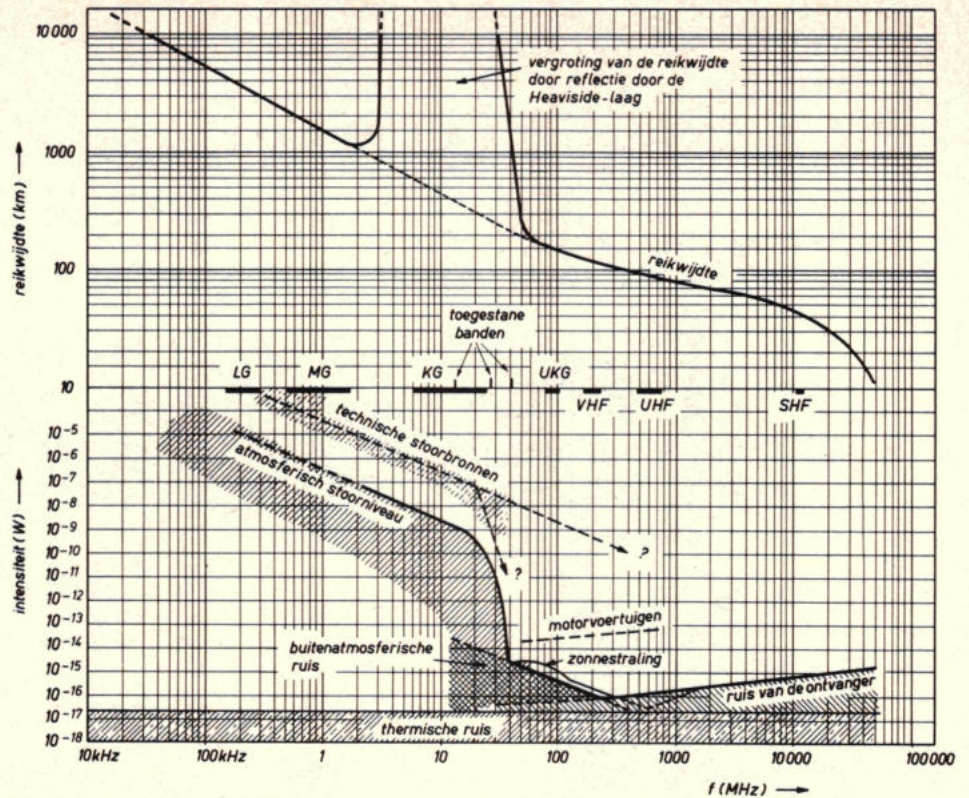 10 000
vergroting van de reikwijdte
door reflectie door de
Heaviside-laag
1000
reikwijdte (km)
reikwijdte
100
toegestane
banden
LG
MG
KG
UKG
10
VHF
UHF
SHF
10⁻⁵
technische stoorbronnen
10⁻⁶
atmosferisch stoorniveau
10⁻⁷
10⁻⁸
10⁻⁹
?
10⁻¹⁰
?
10⁻¹¹
intensiteit (W)
10⁻¹²
10⁻¹³
motorvoertuigen
10⁻¹⁴
buitenatmosferische
ruis
zonnestraling
10⁻¹⁵
10⁻¹⁶
ruis van de ontvanger
10⁻¹⁷
thermische ruis
10⁻¹⁸
10kHz
100kHz
1
10
100
1000
10 000
100 000
f (MHz)